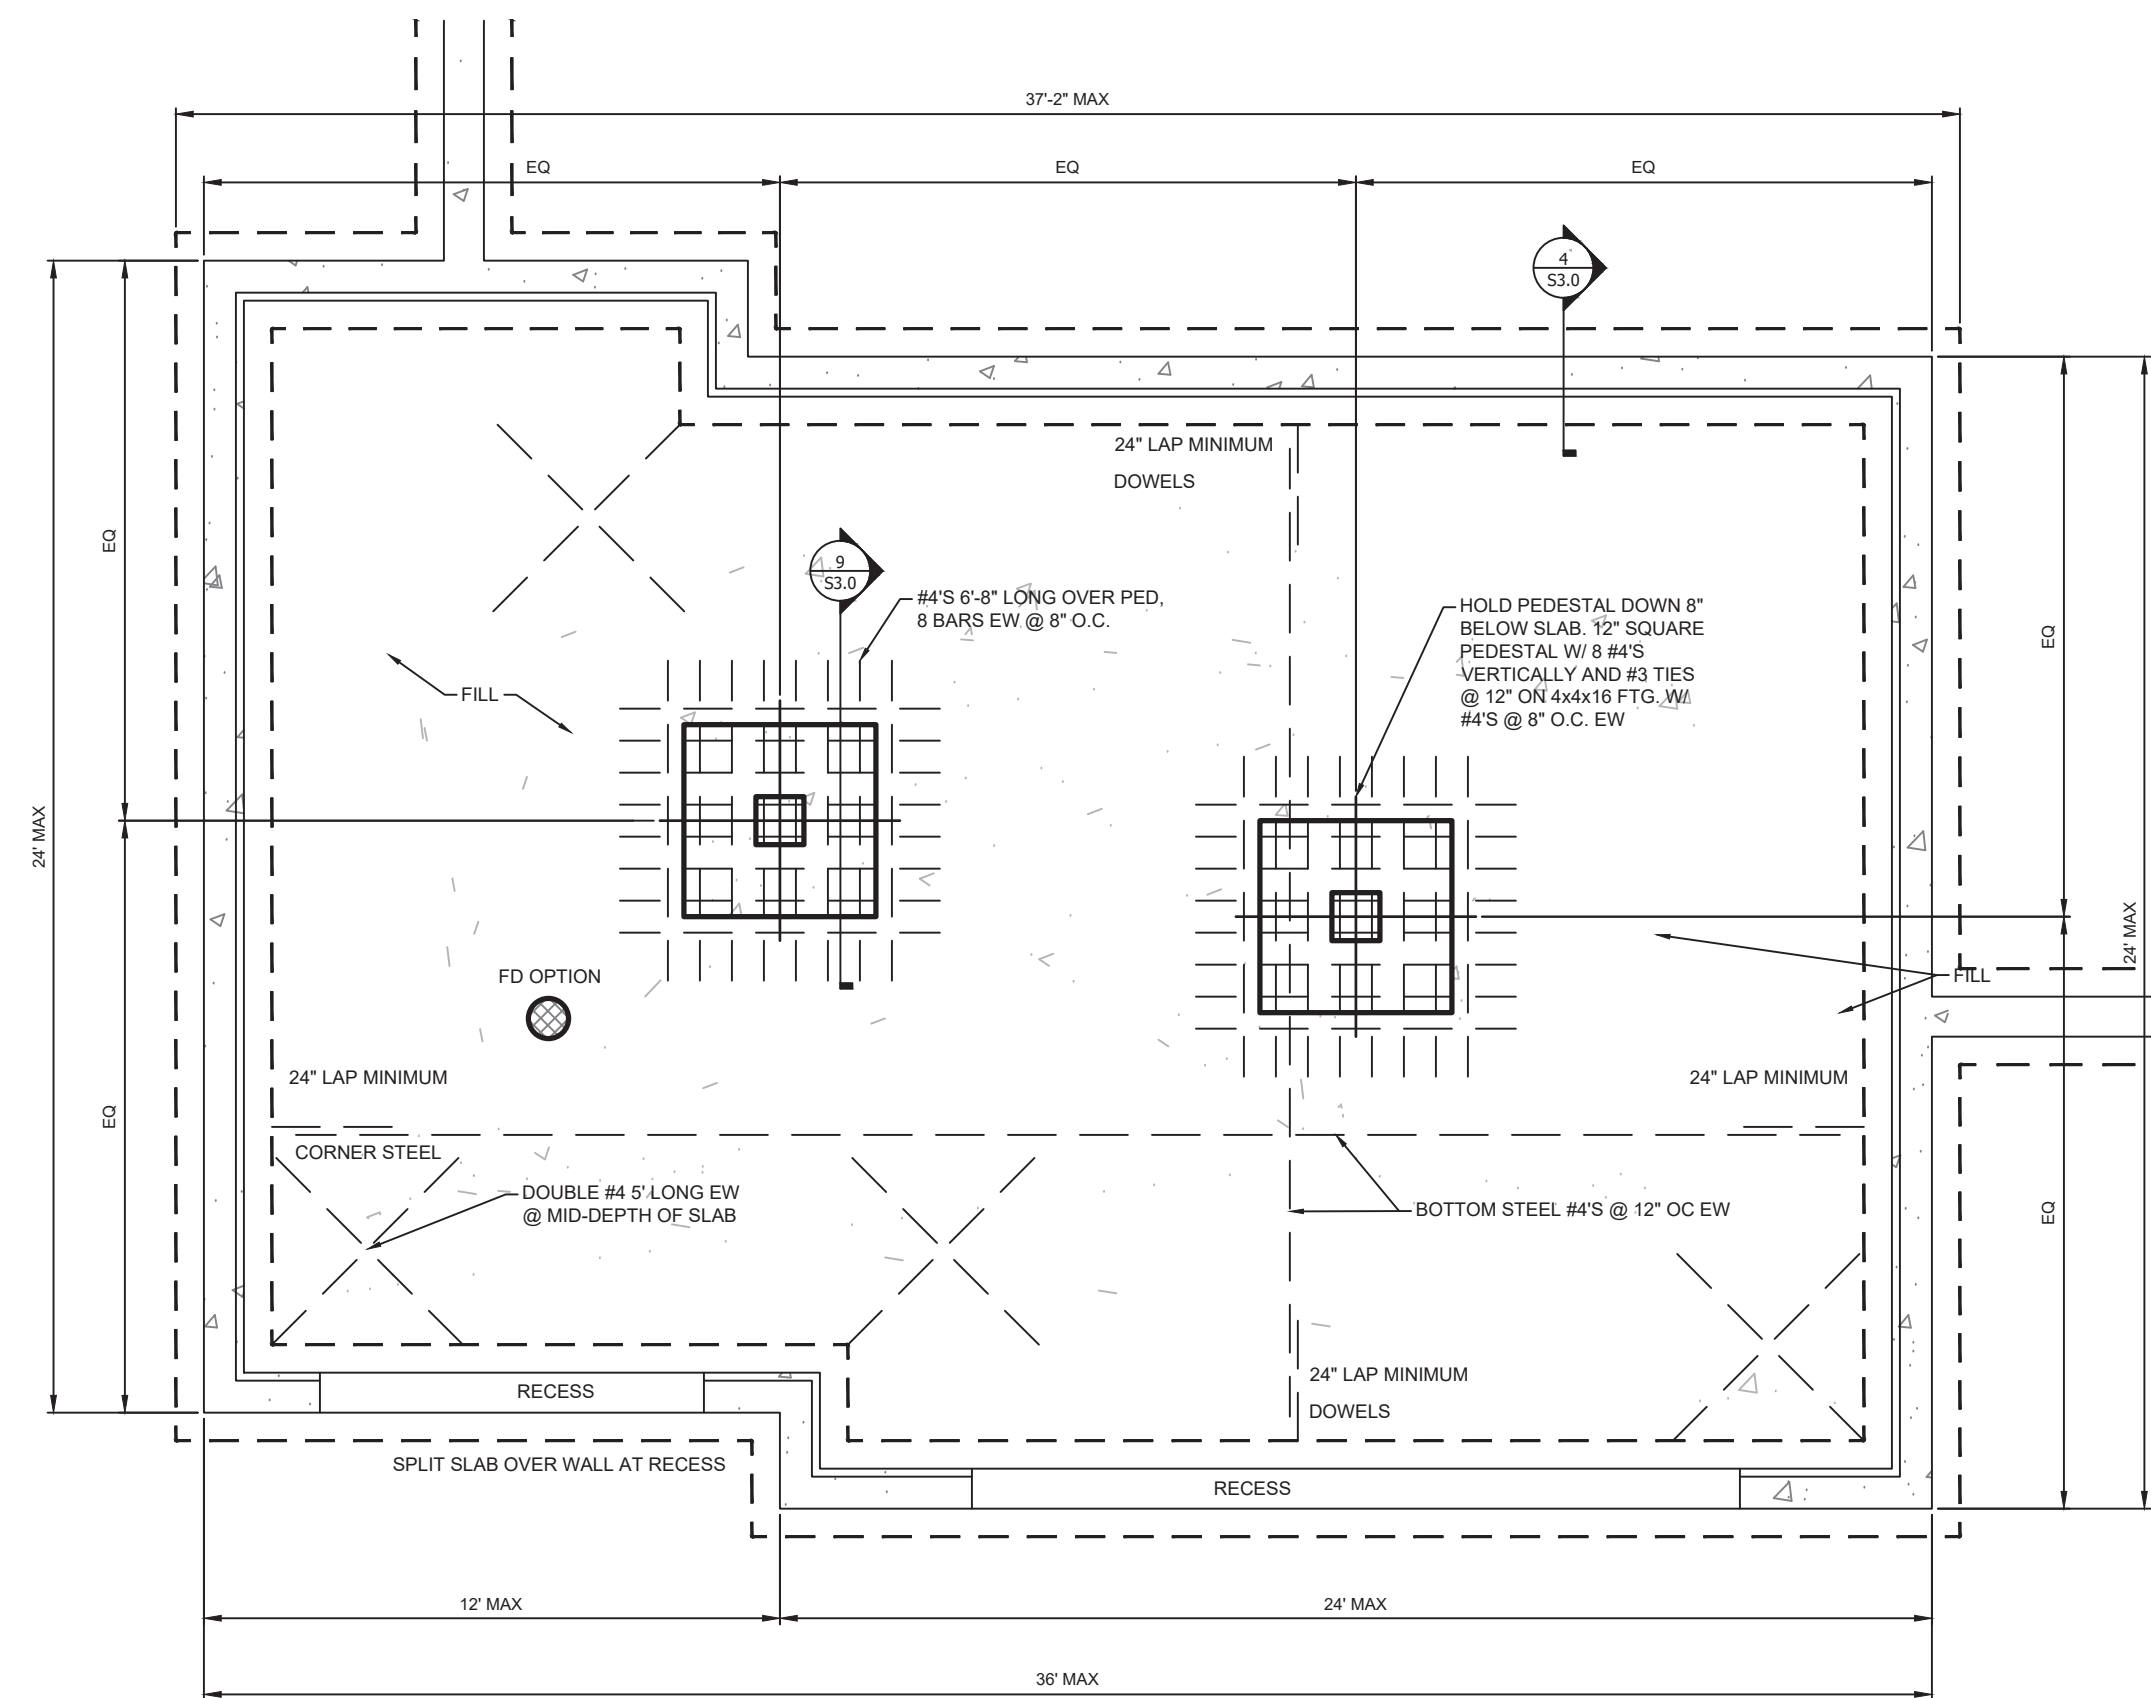 37'-2" MAX
EQ
EQ
EQ
4
S3.0
24" LAP MINIMUM
DOWELS
EQ
9
S3.0
#4'S 6'-8" LONG OVER PED,
8 BARS EW @ 8" O.C.
HOLD PEDESTAL DOWN 8"
BELOW SLAB. 12" SQUARE
PEDESTAL W/ 8 #4'S
VERTICALLY AND #3 TIES
@ 12" ON 4x4x16 FTG. W/
#4'S @ 8" O.C. EW
EQ
FILL
24' MAX
24' MAX
FD OPTION
FILL
24" LAP MINIMUM
24" LAP MINIMUM
EQ
CORNER STEEL
DOUBLE #4 5' LONG EW
@ MID-DEPTH OF SLAB
BOTTOM STEEL #4'S @ 12" OC EW
EQ
24" LAP MINIMUM
DOWELS
RECESS
SPLIT SLAB OVER WALL AT RECESS
RECESS
12' MAX
24' MAX
36' MAX